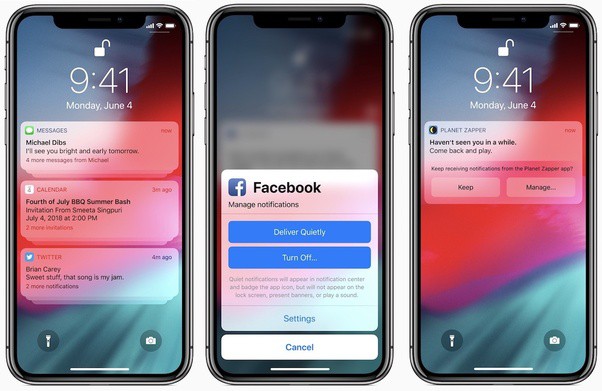 9:41
Monday, June 4
MESSAGES now
Michael Dibs
I'll see you bright and early tomorrow.
4 more messages from Michael
CALENDAR 3m ago
Fourth of July BBQ Summer Bash
Invitation From Smeeta Singpuri
July 4, 2018 at 2:00 PM
2 more invitations
TWITTER 4m ago
Brian Carey
Sweet stuff, that song is my jam.
2 more notifications
9:41
Monday, June 4
Facebook
Manage notifications
Deliver Quietly
Turn Off...
Quiet notifications will appear in notification center
and badge the app icon, but will not appear on the
lock screen, present banners, or play a sound.
Settings
Cancel
9:41
Monday, June 4
PLANET ZAPPER now
Haven't seen you in a while.
Come back and play.
Keep receiving notifications from the Planet Zapper app?
Keep
Manage...